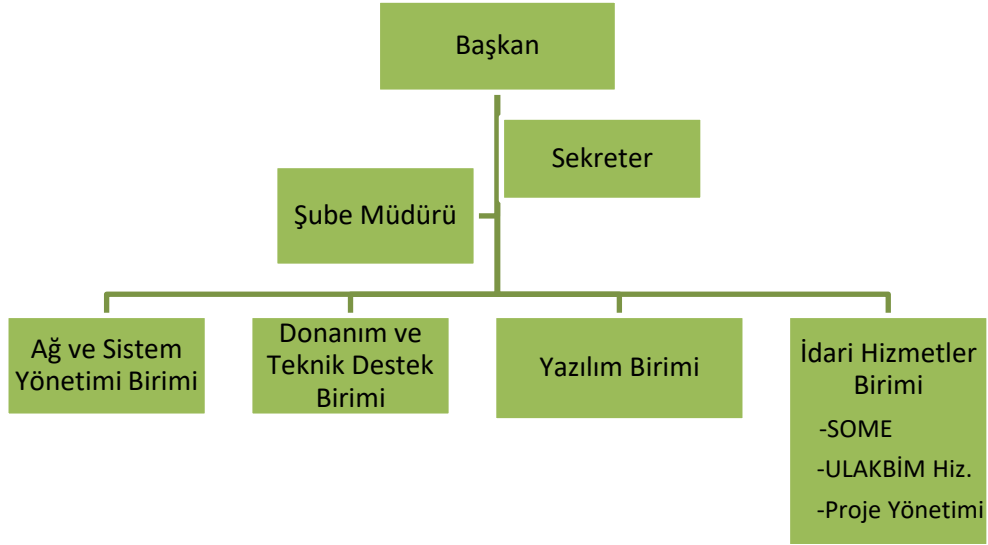 Başkan
Sekreter
Şube Müdürü
Ağ ve Sistem
Yönetimi Birimi
Donanım ve
Teknik Destek
Birimi
Yazılım Birimi
İdari Hizmetler
Birimi
-SOME
-ULAKBİM Hiz.
-Proje Yönetimi